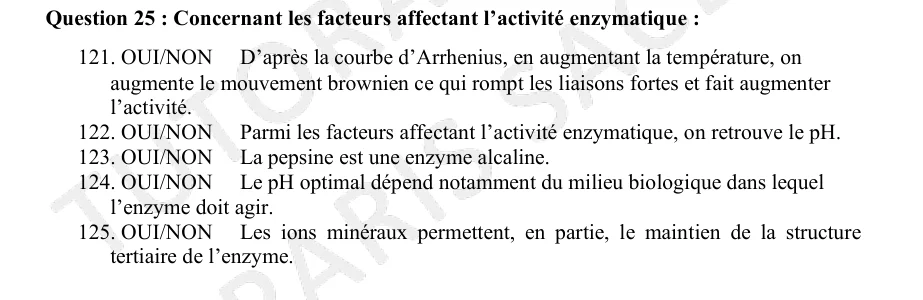 Question 25 : Concernant les facteurs affectant l'activité enzymatique :
121. OUI/NON D'après la courbe d'Arrhenius, en augmentant la température, on
augmente le mouvement brownien ce qui rompt les liaisons fortes et fait augmenter
l'activité.
122. OUI/NON Parmi les facteurs affectant l'activité enzymatique, on retrouve le pH.
123. OUI/NON La pepsine est une enzyme alcaline.
124. OUI/NON Le pH optimal dépend notamment du milieu biologique dans lequel
l'enzyme doit agir.
125. OUI/NON Les ions minéraux permettent, en partie, le maintien de la structure
tertiaire de l'enzyme.